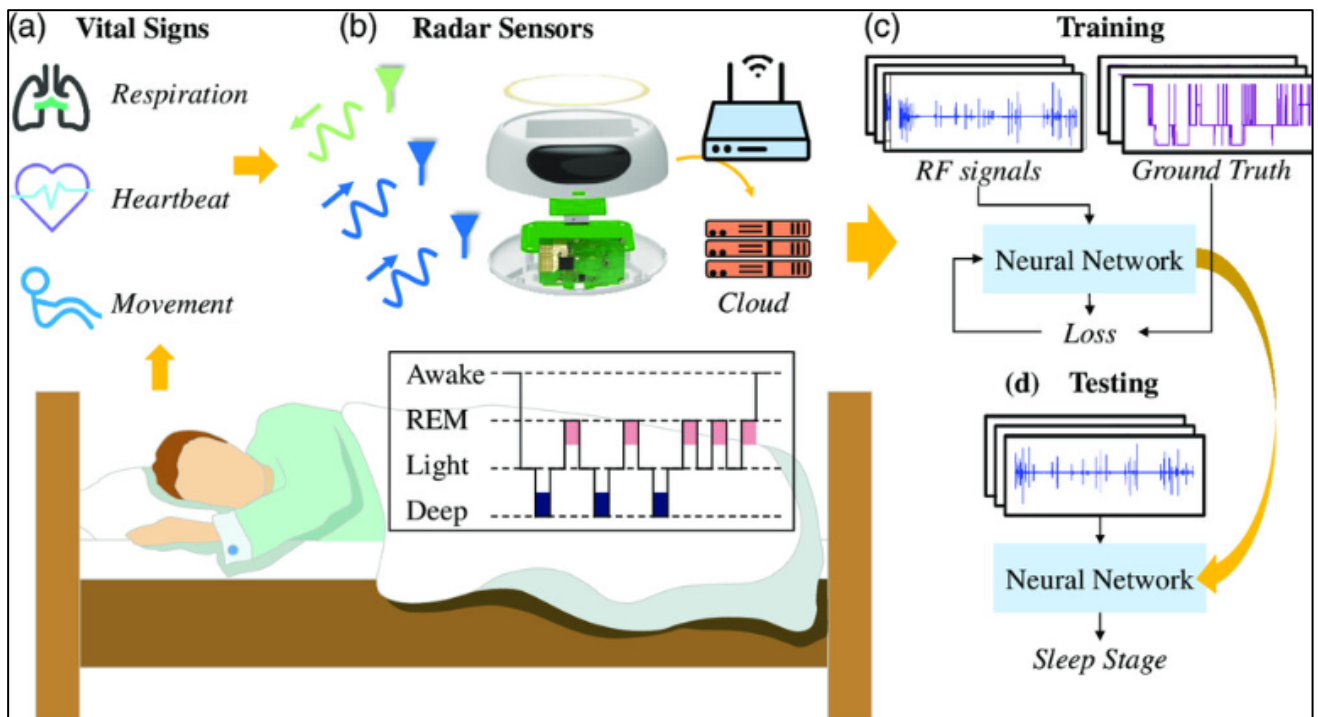 (a) Vital Signs
Respiration
Heartbeat
Movement
(b) Radar Sensors
Cloud
(c) Training
RF signals
Ground Truth
Neural Network
Loss
(d) Testing
Neural Network
Sleep Stage
Awake
REM
Light
Deep